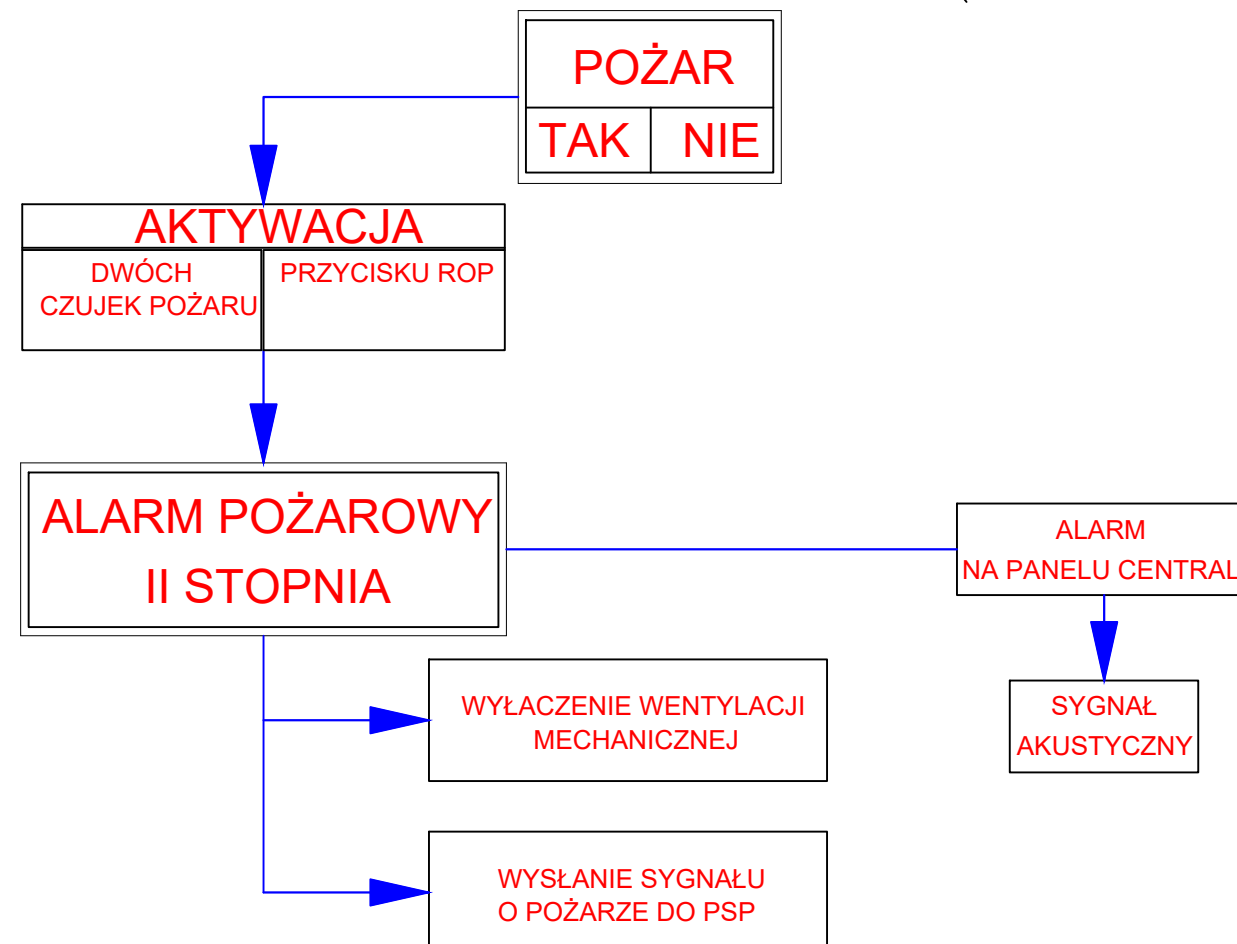 POŻAR
TAK NIE
AKTYWACJA
DWÓCH
CZUJEK POŻARU
PRZYCISKU ROP
ALARM POŻAROWY
II STOPNIA
ALARM
NA PANELU CENTRAL
SYGNAŁ
AKUSTYCZNY
WYŁACZENIE WENTYLACJI
MECHANICZNEJ
WYSŁANIE SYGNAŁU
O POŻARZE DO PSP